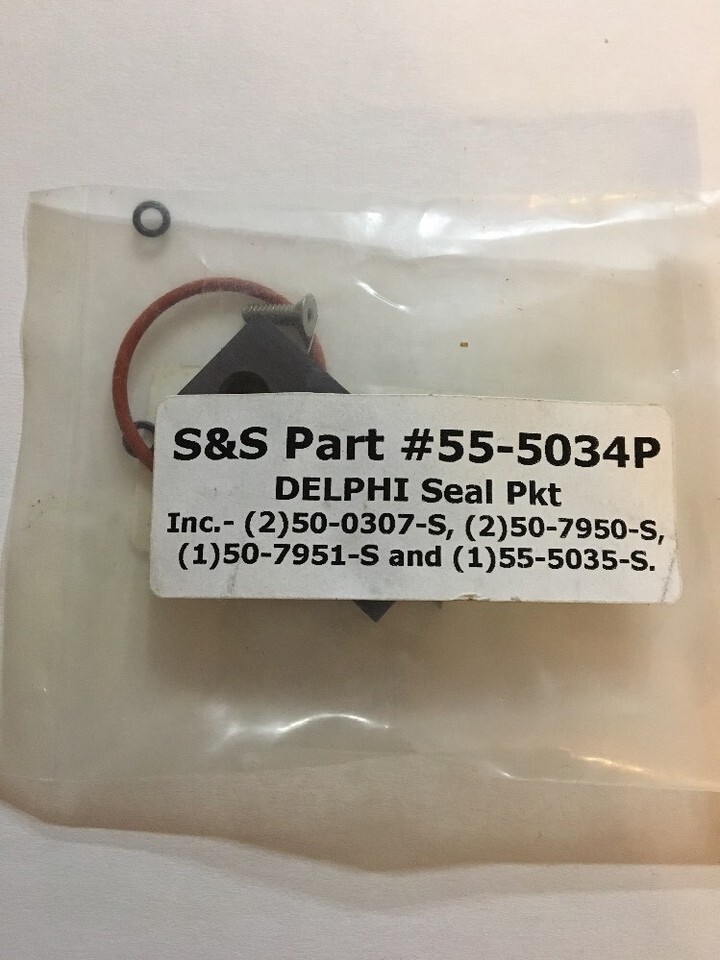 S&S Part #55-5034P
DELPHI Seal Pkt
Inc.- (2)50-0307-S, (2)50-7950-S,
(1)50-7951-S and (1)55-5035-S.